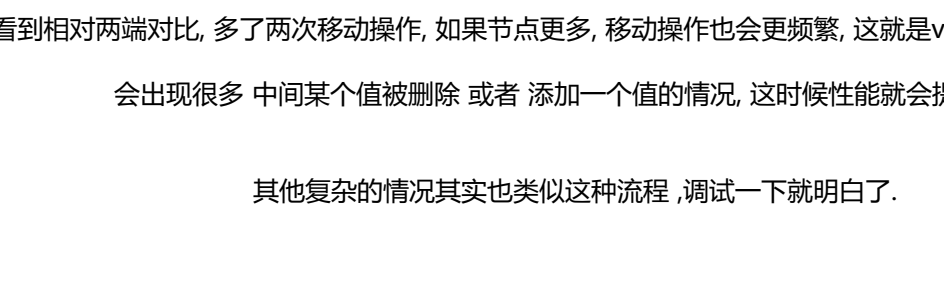 看到相对两端对比, 多了两次移动操作, 如果节点更多, 移动操作也会更频繁, 这就是v
会出现很多 中间某个值被删除 或者 添加一个值的情况, 这时候性能就会
其他复杂的情况其实也类似这种流程 ,调试一下就明白了.